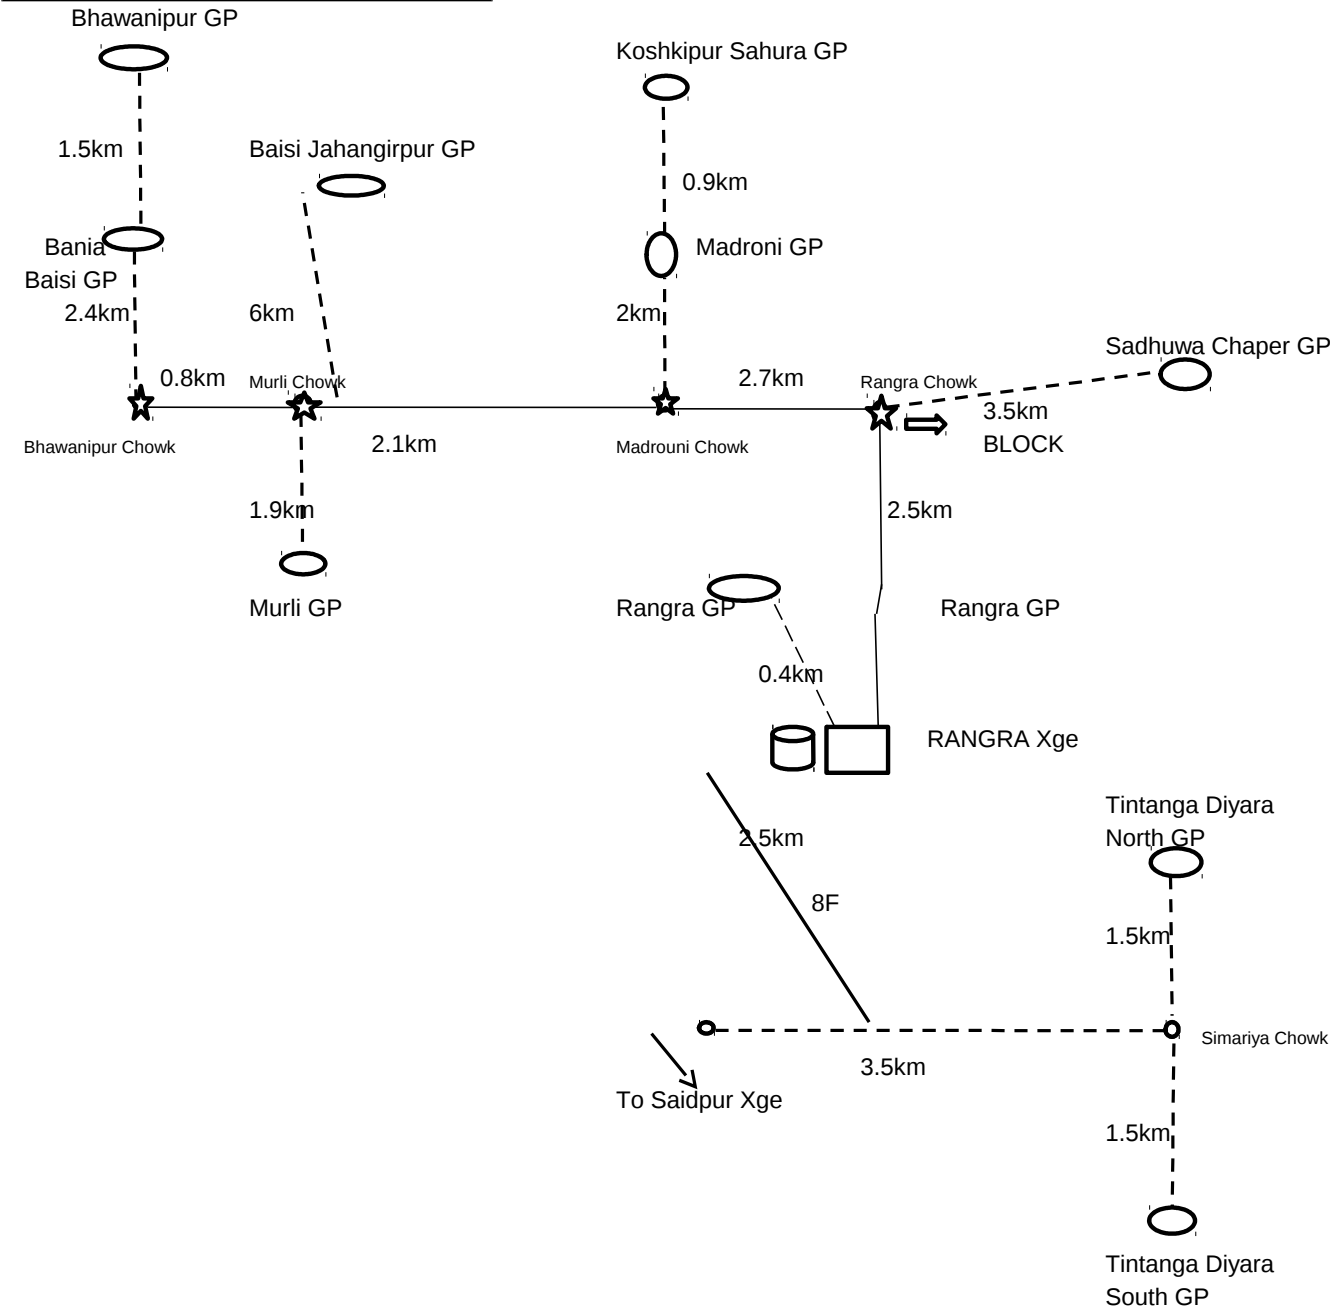 Bhawanipur GP
Koshkipur Sahura GP
1.5km
Baisi Jahangirpur GP
0.9km
Bania
Baisi GP
Madroni GP
2.4km
6km
2km
Sadhuwa Chaper GP
0.8km
Murli Chowk
2.7km
Rangra Chowk
3.5km
BLOCK
Bhawanipur Chowk
2.1km
Madrouni Chowk
1.9km
2.5km
Murli GP
Rangra GP
Rangra GP
0.4km
RANGRA Xge
2.5km
Tintanga Diyara
North GP
8F
1.5km
Simariya Chowk
3.5km
To Saidpur Xge
1.5km
Tintanga Diyara
South GP